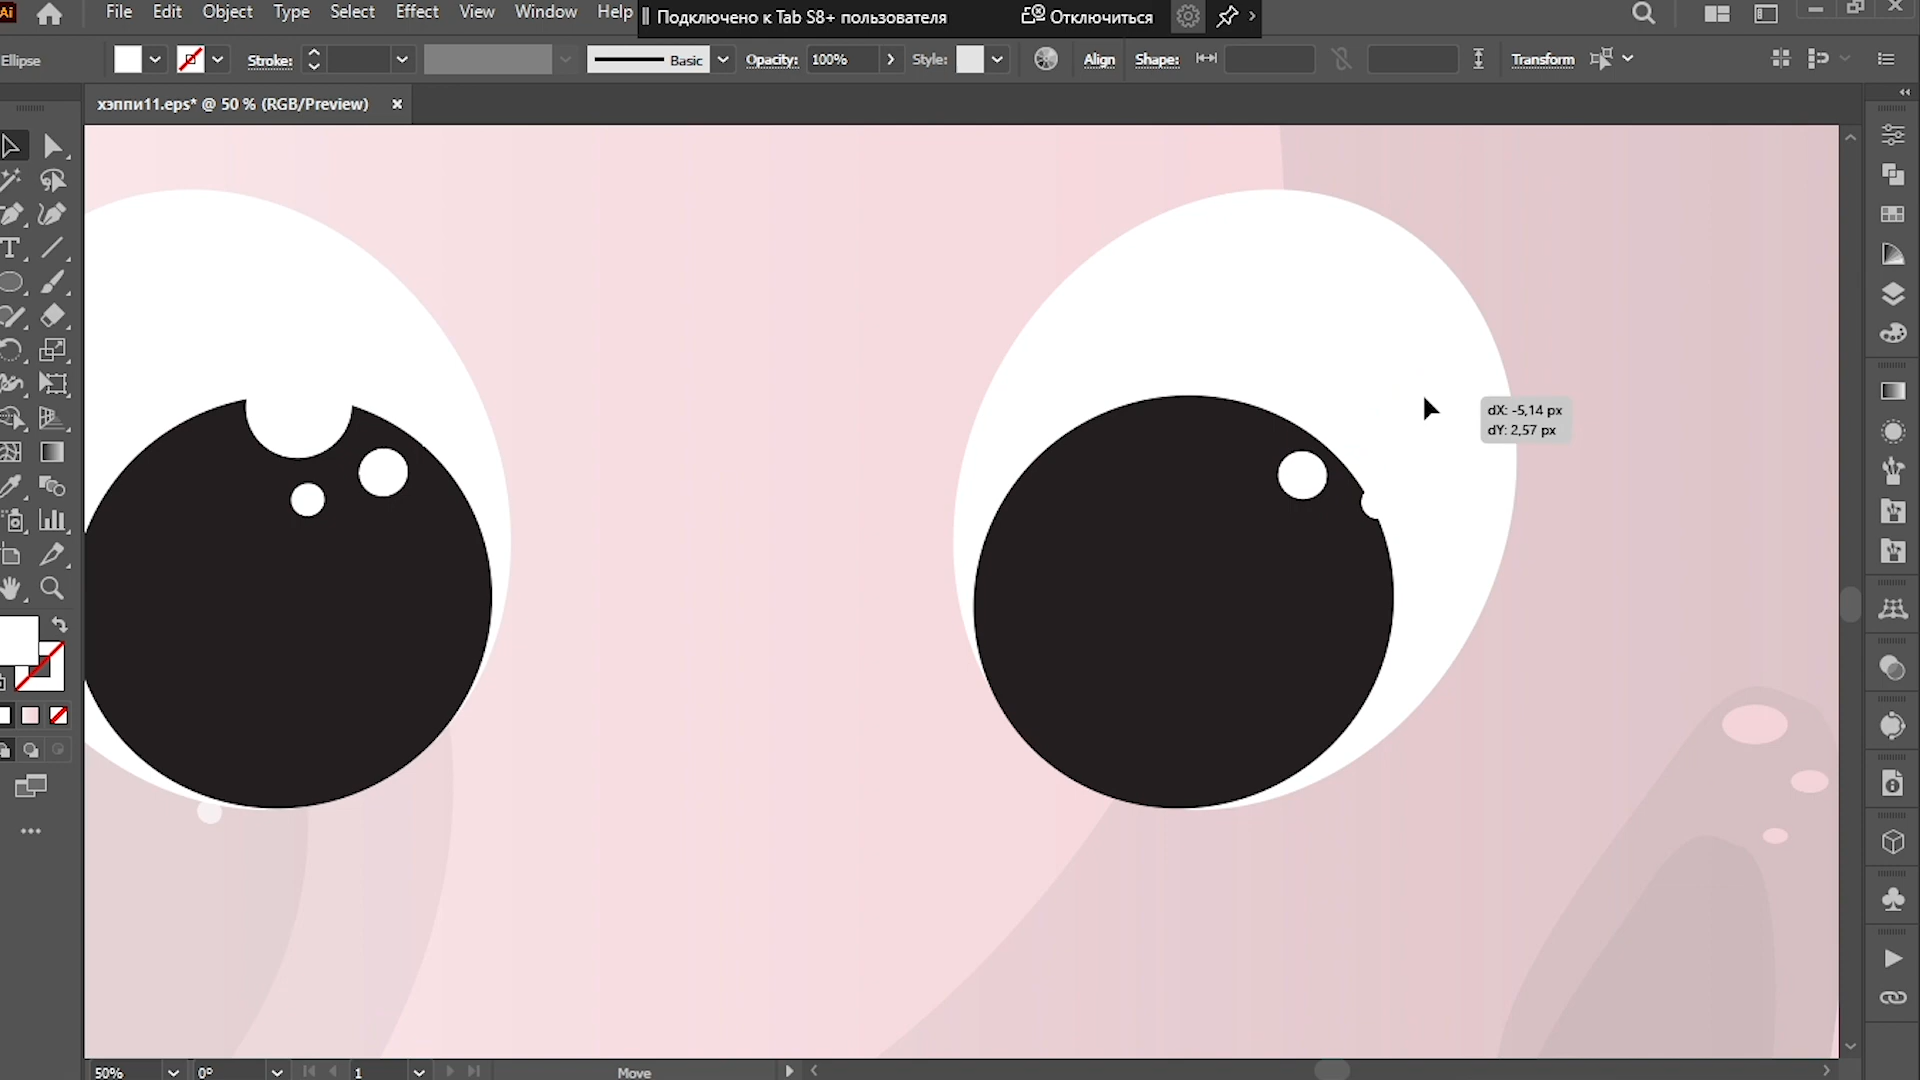 Ai
File Edit Object Type Select Effect View Window Help
Подключено к Tab S8+ пользователя Отключиться
Ellipse Stroke: Basic Opacity: 100% Style: Align Shape: Transform
хэппи11.eps* @ 50 % (RGB/Preview)
dX: -5,14 px
dY: 2,57 px
50% 0° 1 Move